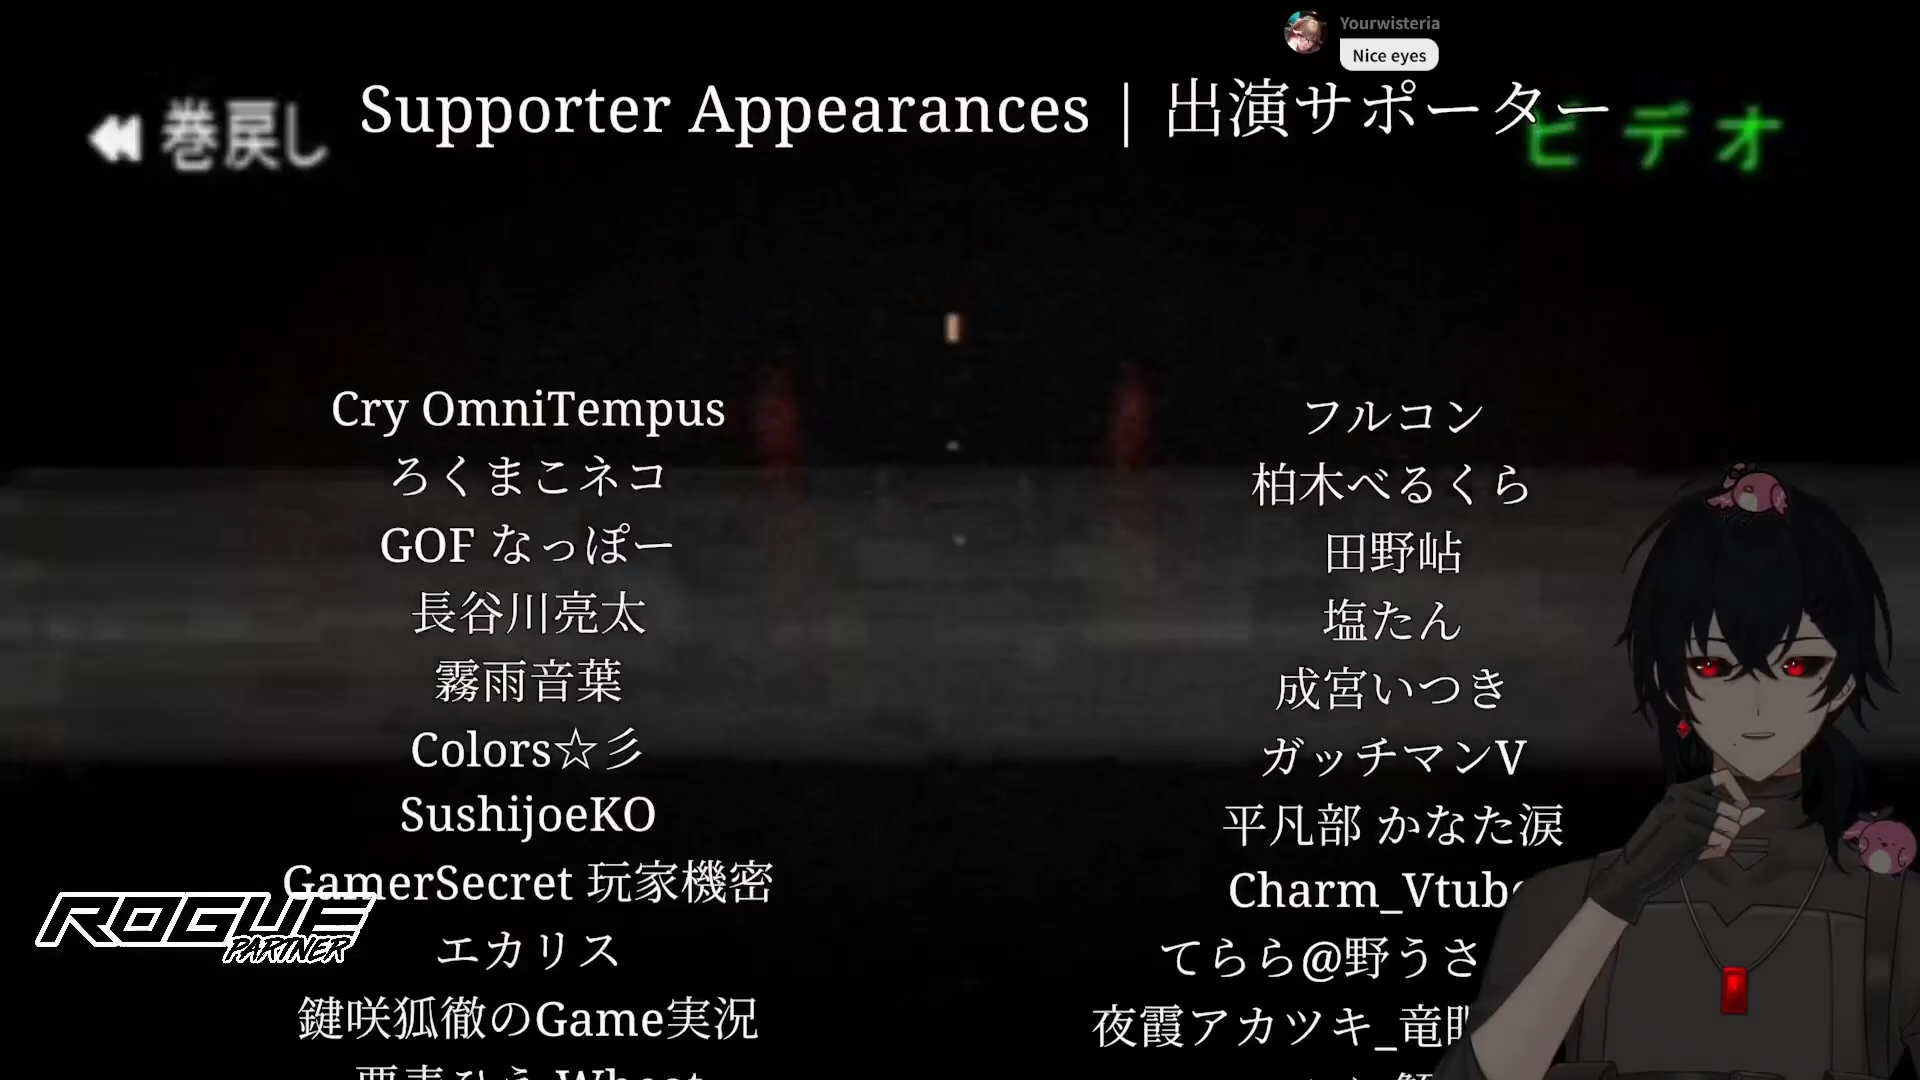 Yourwisteria
Nice eyes
巻戻し
Supporter Appearances | 出演サポーター
ビデオ
Cry OmniTempus
フルコン
ろくまこネコ
柏木べるくら
GOF なっぽー
田野岾
長谷川亮太
塩たん
霧雨音葉
成宮いつき
Colors☆彡
ガッチマンV
SushijoeKO
平凡部 かなた涙
GamerSecret 玩家機密
Charm_Vtube
ROGUE
PARTNER
エカリス
てらら@野うさ
鍵咲狐徹のGame実況
夜霞アカツキ_竜眼